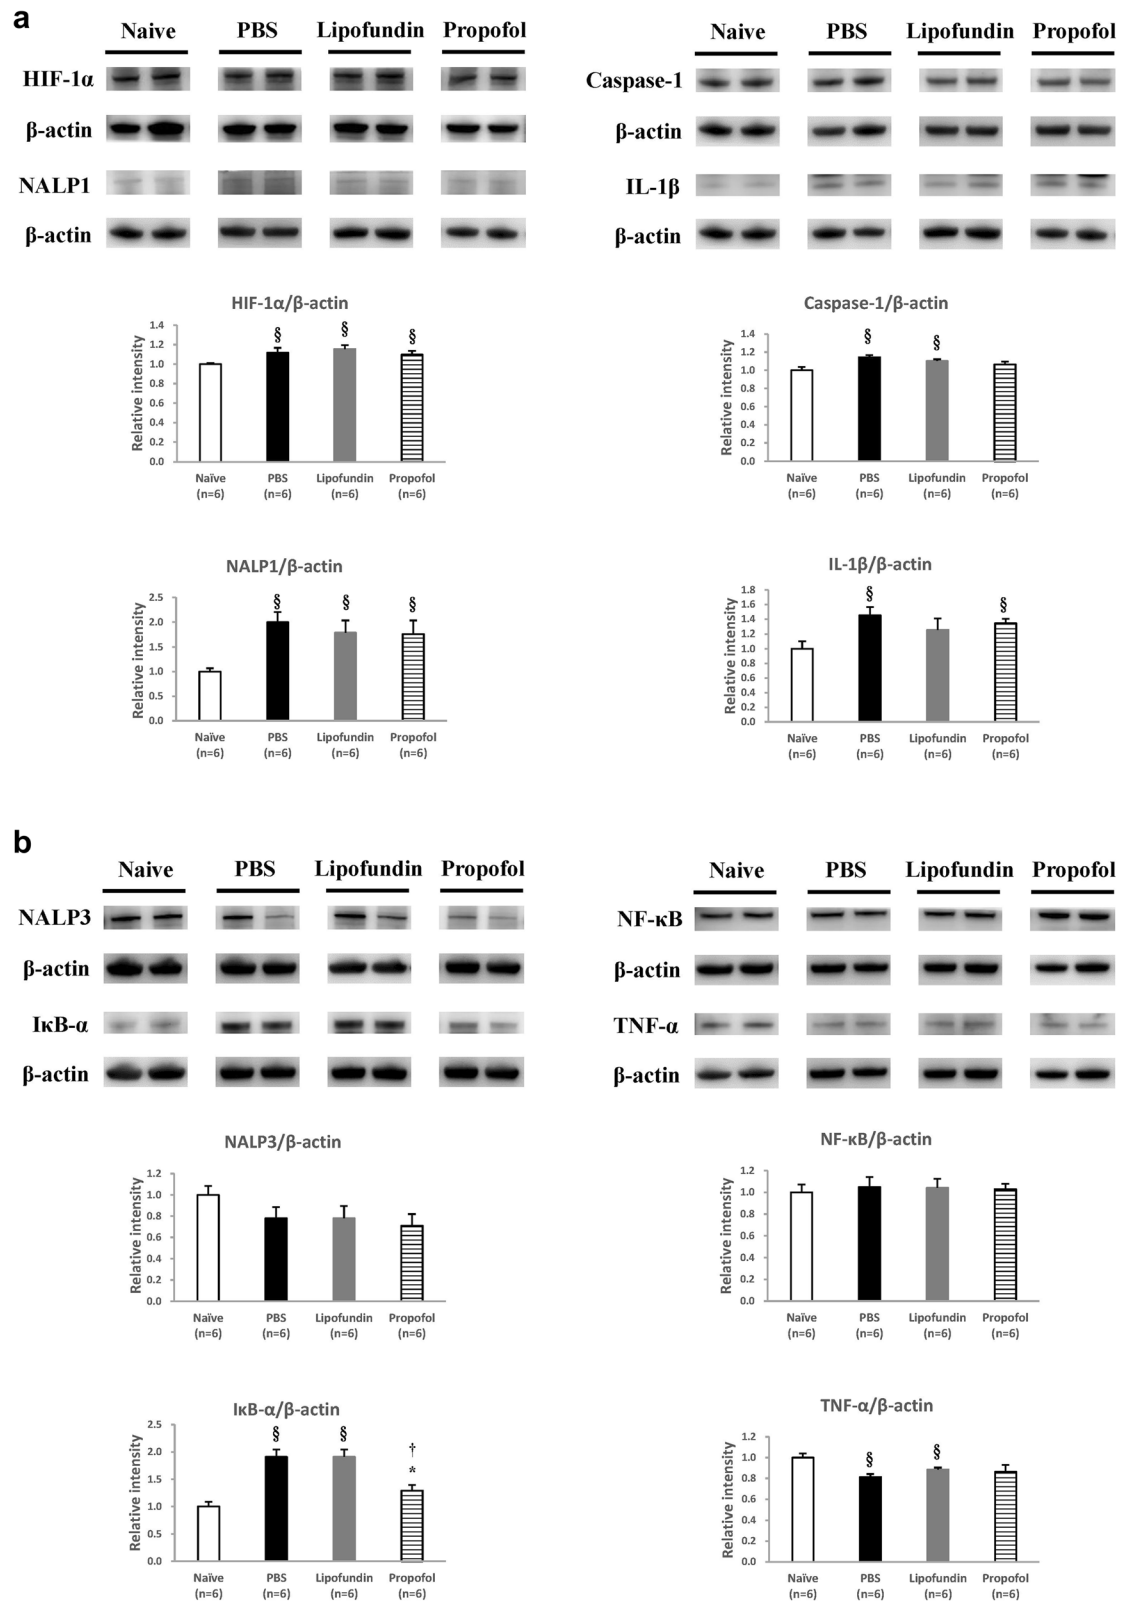 a
Naive PBS Lipofundin Propofol
HIF-1α
β-actin
NALP1
β-actin
Naive PBS Lipofundin Propofol
Caspase-1
β-actin
IL-1β
β-actin
HIF-1α/β-actin
Relative intensity
1.4
1.2
1.0
0.8
0.6
0.4
0.2
0.0
§ § §
Naïve PBS Lipofundin Propofol
(n=6) (n=6) (n=6) (n=6)
Caspase-1/β-actin
Relative intensity
1.4
1.2
1.0
0.8
0.6
0.4
0.2
0.0
§ §
Naïve PBS Lipofundin Propofol
(n=6) (n=6) (n=6) (n=6)
NALP1/β-actin
Relative intensity
2.5
2.0
1.5
1.0
0.5
0.0
§ § §
Naïve PBS Lipofundin Propofol
(n=6) (n=6) (n=6) (n=6)
IL-1β/β-actin
Relative intensity
1.8
1.6
1.4
1.2
1.0
0.8
0.6
0.4
0.2
0.0
§ §
Naïve PBS Lipofundin Propofol
(n=6) (n=6) (n=6) (n=6)
b
Naive PBS Lipofundin Propofol
NALP3
β-actin
IκB-α
β-actin
Naive PBS Lipofundin Propofol
NF-κB
β-actin
TNF-α
β-actin
NALP3/β-actin
Relative intensity
1.2
1.0
0.8
0.6
0.4
0.2
0.0
Naïve PBS Lipofundin Propofol
(n=6) (n=6) (n=6) (n=6)
NF-κB/β-actin
Relative intensity
1.2
1.0
0.8
0.6
0.4
0.2
0.0
Naïve PBS Lipofundin Propofol
(n=6) (n=6) (n=6) (n=6)
IκB-α/β-actin
Relative intensity
2.5
2.0
1.5
1.0
0.5
0.0
§ § †
*
Naïve PBS Lipofundin Propofol
(n=6) (n=6) (n=6) (n=6)
TNF-α/β-actin
Relative intensity
1.2
1.0
0.8
0.6
0.4
0.2
0.0
§ §
Naïve PBS Lipofundin Propofol
(n=6) (n=6) (n=6) (n=6)